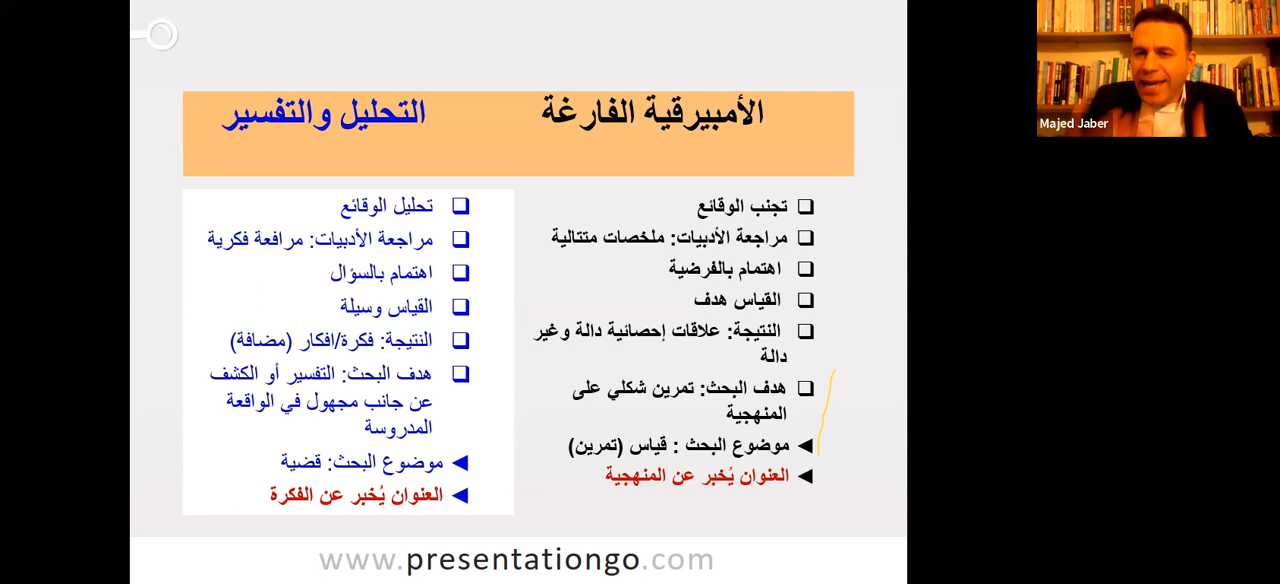 الأمبيرقية الفارغة
التحليل والتفسير
تجنب الوقائع
مراجعة الأدبيات: ملخصات متتالية
اهتمام بالفرضية
القياس هدف
النتيجة: علاقات إحصائية دالة وغير
دالة
هدف البحث: تمرين شكلي على
المنهجية
موضوع البحث : قياس (تمرين)
العنوان يُخبر عن المنهجية
تحليل الوقائع
مراجعة الأدبيات: مرافعة فكرية
اهتمام بالسؤال
القياس وسيلة
النتيجة: فكرة/افكار (مضافة)
هدف البحث: التفسير أو الكشف
عن جانب مجهول في الواقعة
المدروسة
موضوع البحث: قضية
العنوان يُخبر عن الفكرة
www.presentationgo.com
Majed Jaber